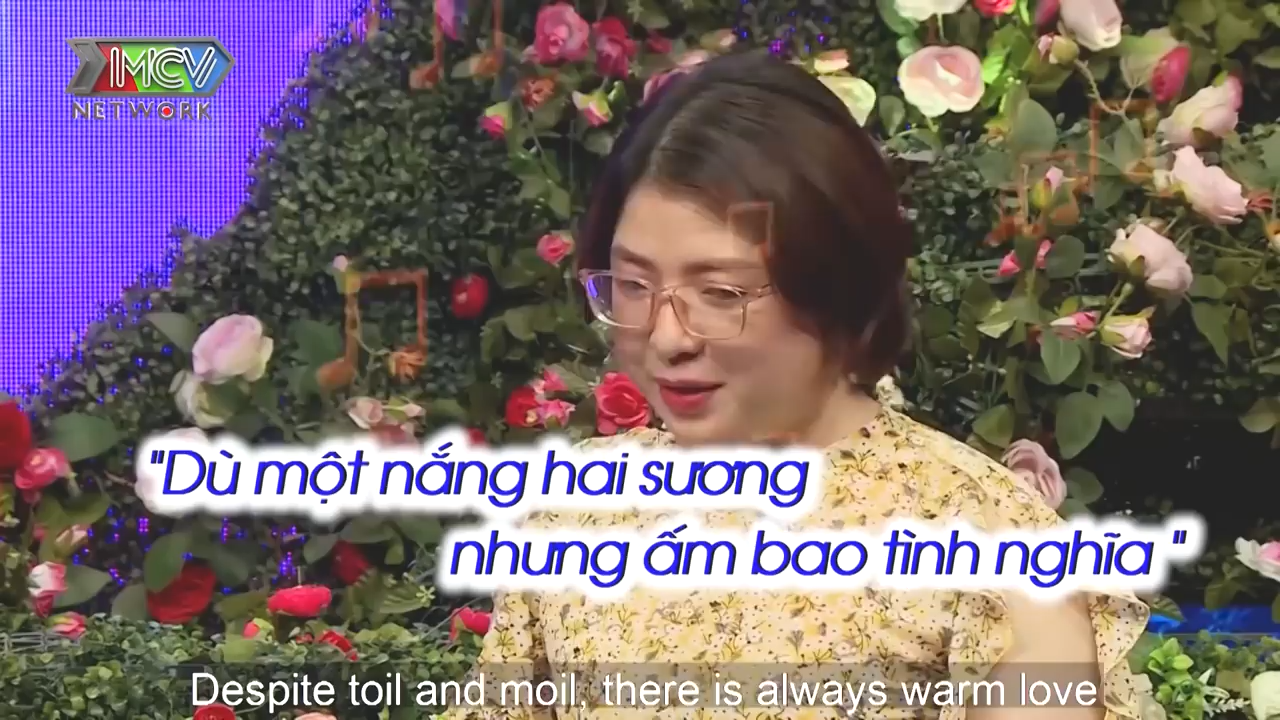 MCV
NETWORK
"Dù một nắng hai sương
nhưng ấm bao tình nghĩa "
Despite toil and moil, there is always warm love